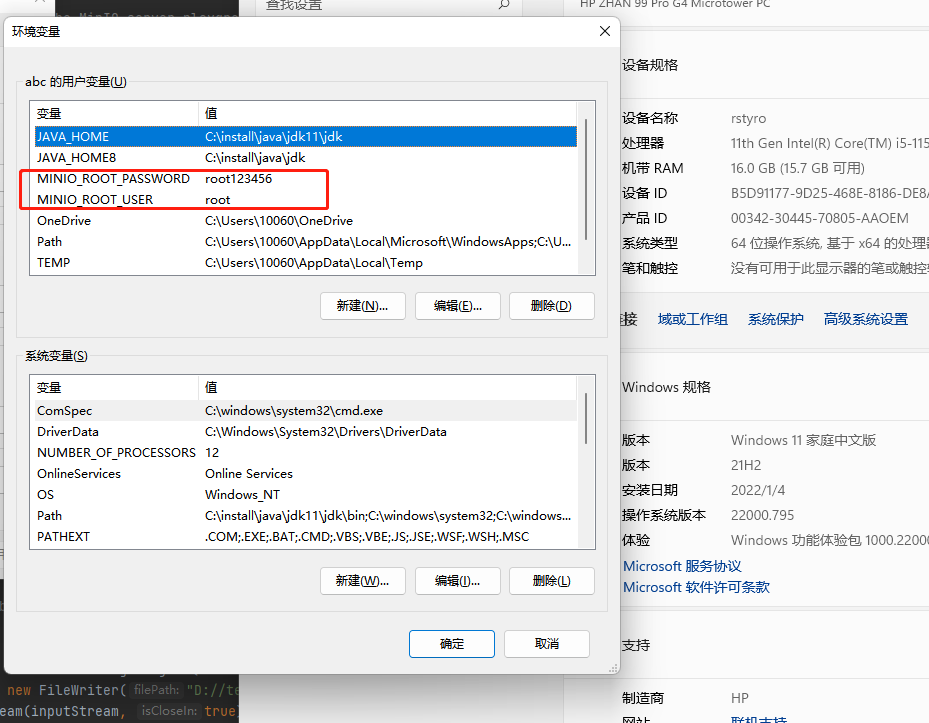 查找设置
HP ZHAN 99 Pro G4 Microtower PC
环境变量
abc 的用户变量(U)
变量 值
JAVA_HOME C:\install\java\jdk11\jdk
JAVA_HOME8 C:\install\java\jdk
MINIO_ROOT_PASSWORD root123456
MINIO_ROOT_USER root
OneDrive C:\Users\10060\OneDrive
Path C:\Users\10060\AppData\Local\Microsoft\WindowsApps;C:\U...
TEMP C:\Users\10060\AppData\Local\Temp
新建(N)... 编辑(E)... 删除(D)
系统变量(S)
变量 值
ComSpec C:\windows\system32\cmd.exe
DriverData C:\Windows\System32\Drivers\DriverData
NUMBER_OF_PROCESSORS 12
OnlineServices Online Services
OS Windows_NT
Path C:\install\java\jdk11\jdk\bin;C:\windows\system32;C:\windows...
PATHEXT .COM;.EXE;.BAT;.CMD;.VBS;.VBE;.JS;.JSE;.WSF;.WSH;.MSC
新建(W)... 编辑(I)... 删除(L)
确定 取消
设备规格
设备名称 rstyro
处理器 11th Gen Intel(R) Core(TM) i5-115
机带 RAM 16.0 GB (15.7 GB 可用)
设备 ID B5D91177-9D25-468E-8186-DE8
产品 ID 00342-30445-70805-AAOEM
系统类型 64 位操作系统, 基于 x64 的处理
笔和触控 没有可用于此显示器的笔或触控
接 域或工作组 系统保护 高级系统设置
Windows 规格
版本 Windows 11 家庭中文版
版本 21H2
安装日期 2022/1/4
操作系统版本 22000.795
体验 Windows 功能体验包 1000.22000
Microsoft 服务协议
Microsoft 软件许可条款
支持
制造商 HP
网站 联机支持
new FileWriter( filePath: "D://te
eam(inputStream, isCloseIn: true